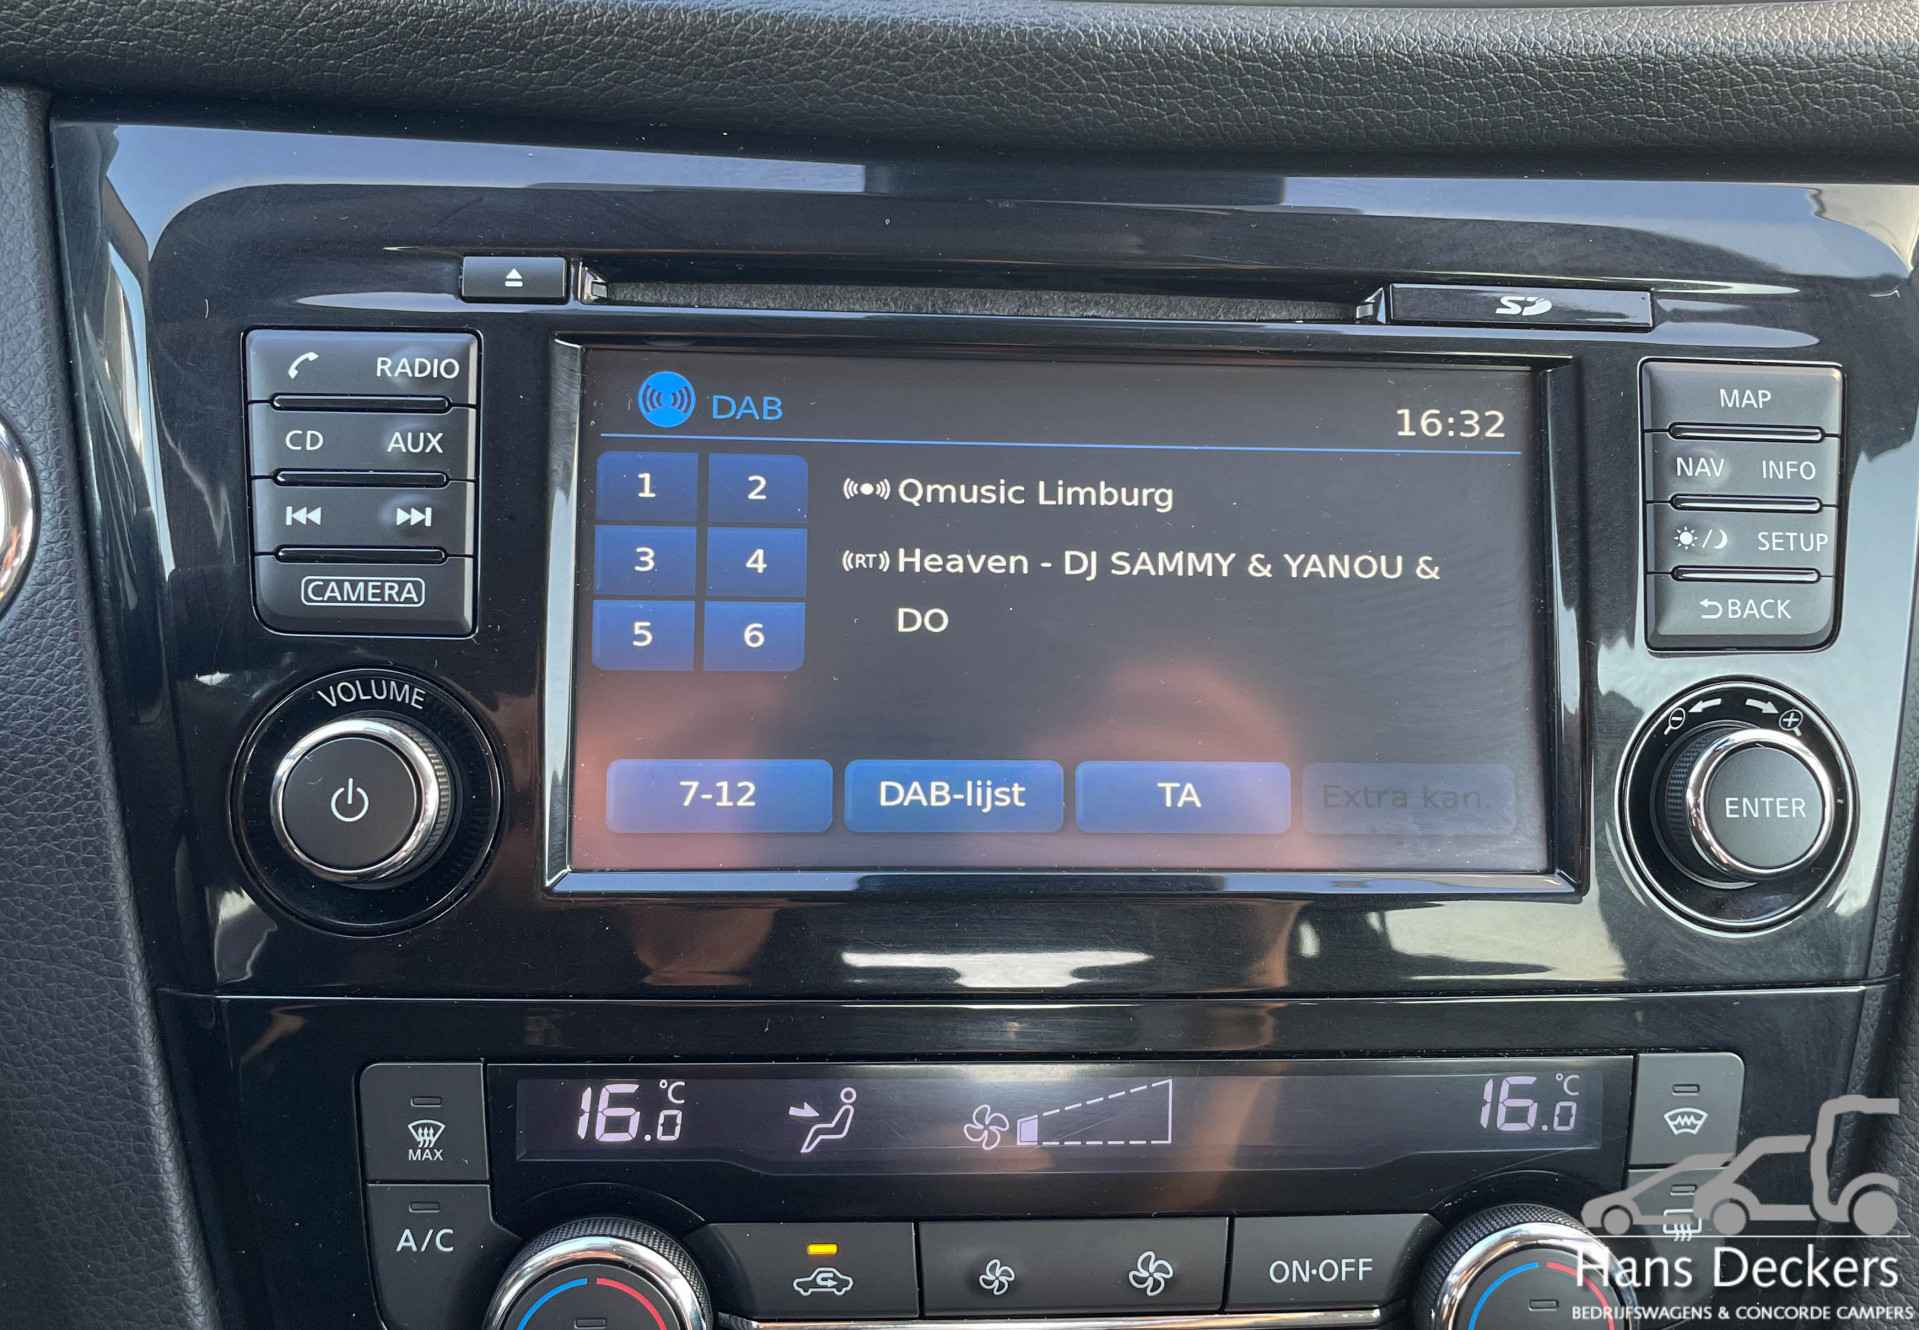 SD
RADIO
CD AUX
CAMERA
VOLUME
DAB
16:32
1 2
3 4
5 6
Qmusic Limburg
RT Heaven - DJ SAMMY & YANOU &
DO
7-12 DAB-lijst TA Extra kan.
MAP
NAV INFO
SETUP
BACK
ENTER
MAX
16.0 °C
16.0 °C
A/C
ON·OFF
Hans Deckers
BEDRIJFSWAGENS & CONCORDE CAMPERS